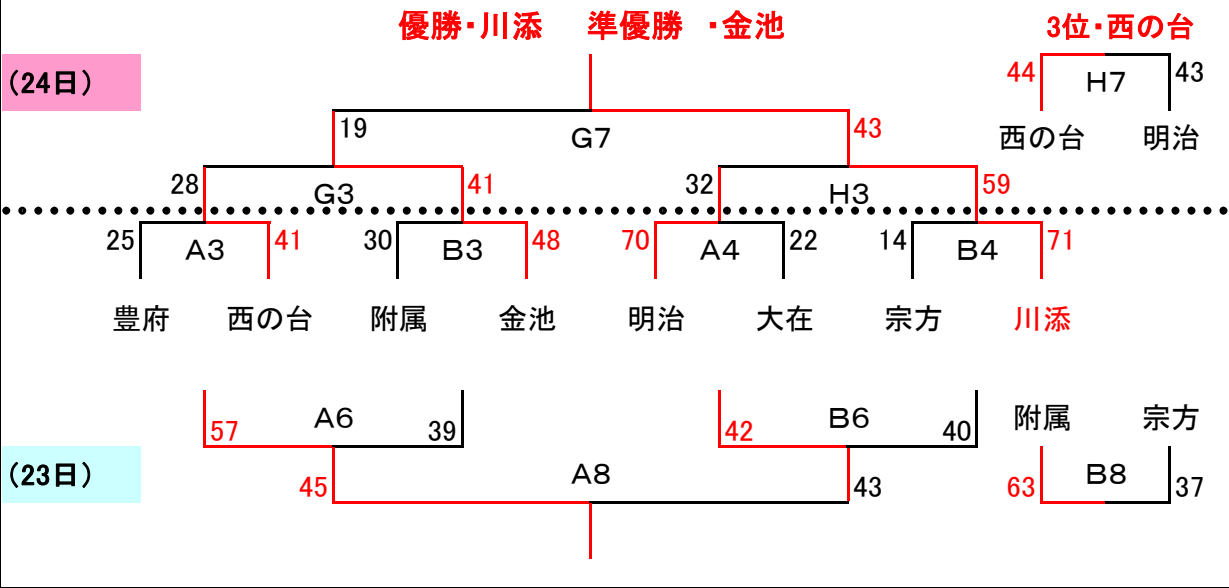 優勝・川添 準優勝 ・金池 3位・西の台
(24日)
44 H7 43
19 G7 43
西の台 明治
28 G3 41 32 H3 59
25 A3 41 30 B3 48 70 A4 22 14 B4 71
豊府 西の台 附属 金池 明治 大在 宗方 川添
57 A6 39 42 B6 40 附属 宗方
(23日)
45 A8 43 63 B8 37